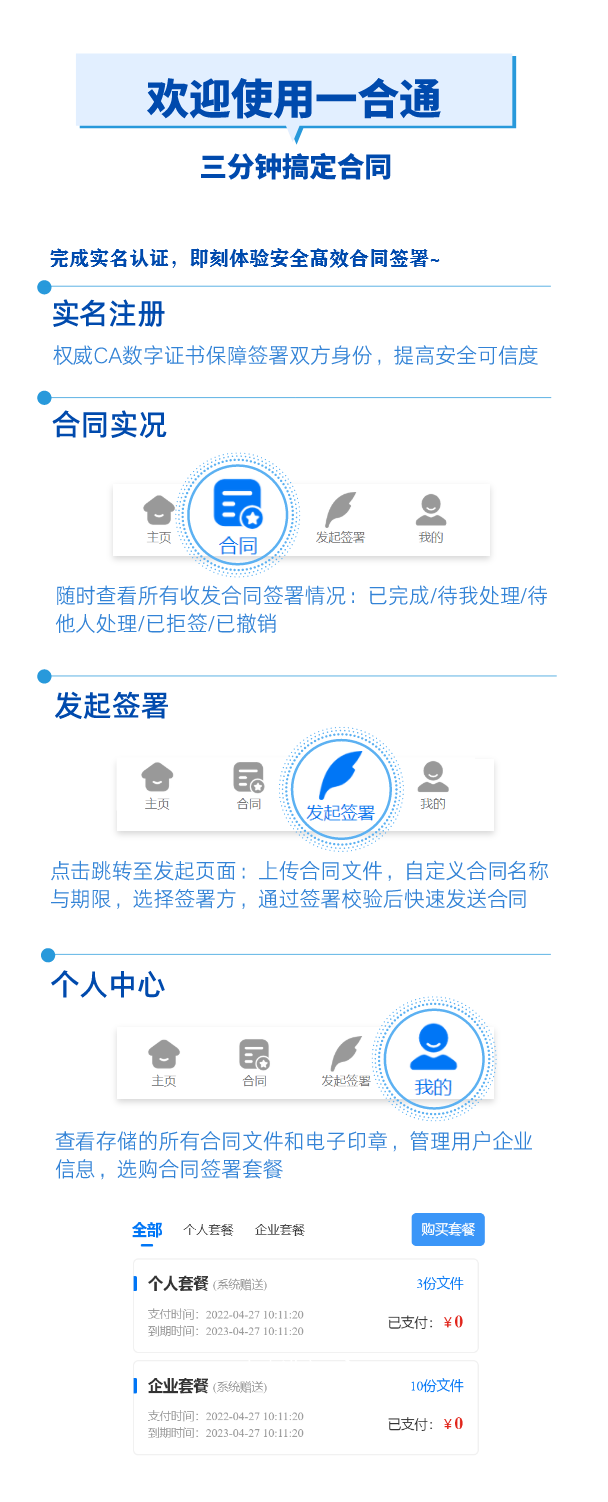 欢迎使用一合通
三分钟搞定合同
完成实名认证，即刻体验安全高效合同签署~
实名注册
权威CA数字证书保障签署双方身份，提高安全可信度
合同实况
主页 合同 发起签署 我的
随时查看所有收发合同签署情况：已完成/待我处理/待
他人处理/已拒签/已撤销
发起签署
主页 合同 发起签署 我的
点击跳转至发起页面：上传合同文件，自定义合同名称
与期限，选择签署方，通过签署校验后快速发送合同
个人中心
主页 合同 发起签署 我的
查看存储的所有合同文件和电子印章，管理用户企业
信息，选购合同签署套餐
全部 个人套餐 企业套餐 购买套餐
个人套餐 (系统赠送) 3份文件
支付时间：2022-04-27 10:11:20
到期时间：2023-04-27 10:11:20
已支付：￥0
企业套餐 (系统赠送) 10份文件
支付时间：2022-04-27 10:11:20
到期时间：2023-04-27 10:11:20
已支付：￥0